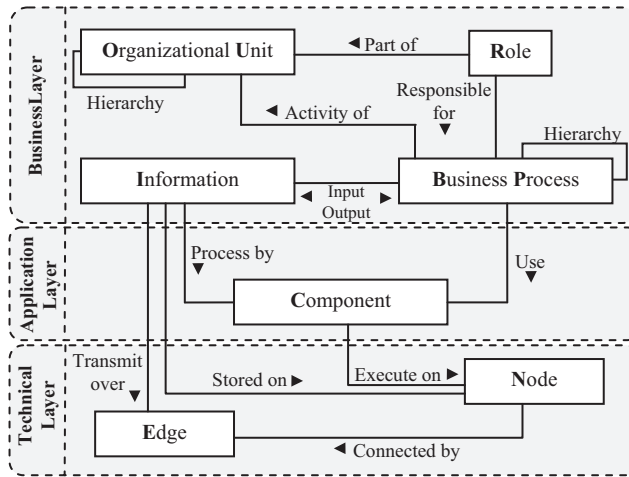 BusinessLayer
Organizational Unit
Part of
Role
Hierarchy
Activity of
Responsible
for
Hierarchy
Information
Input
Output
Business Process
Application
Layer
Process by
Component
Use
Technical
Layer
Transmit
over
Stored on
Execute on
Node
Edge
Connected by